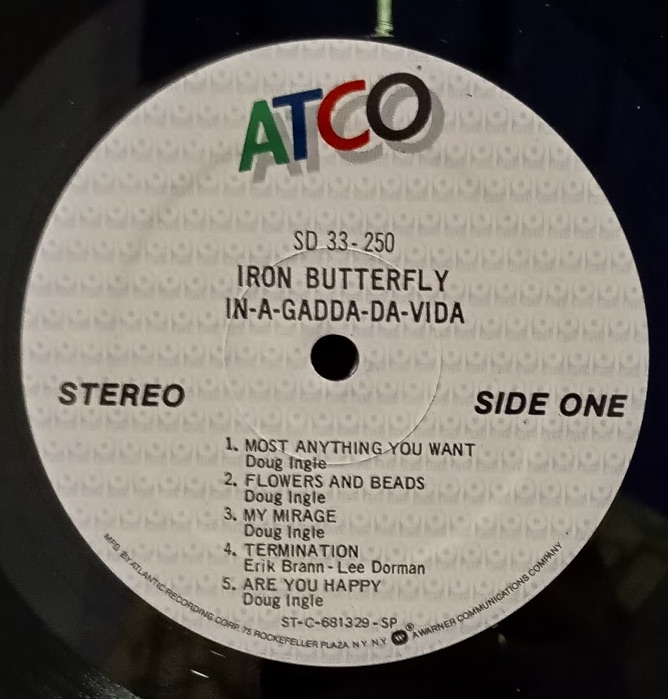 ATCO
SD 33-250
IRON BUTTERFLY
IN-A-GADDA-DA-VIDA
STEREO
SIDE ONE
1. MOST ANYTHING YOU WANT
Doug Ingle
2. FLOWERS AND BEADS
Doug Ingle
3. MY MIRAGE
Doug Ingle
4. TERMINATION
Erik Brann - Lee Dorman
5. ARE YOU HAPPY
Doug Ingle
ST-C-681329-SP
MFG. BY ATLANTIC RECORDING CORP. 75 ROCKEFELLER PLAZA, N.Y. N.Y. ® A WARNER COMMUNICATIONS COMPANY